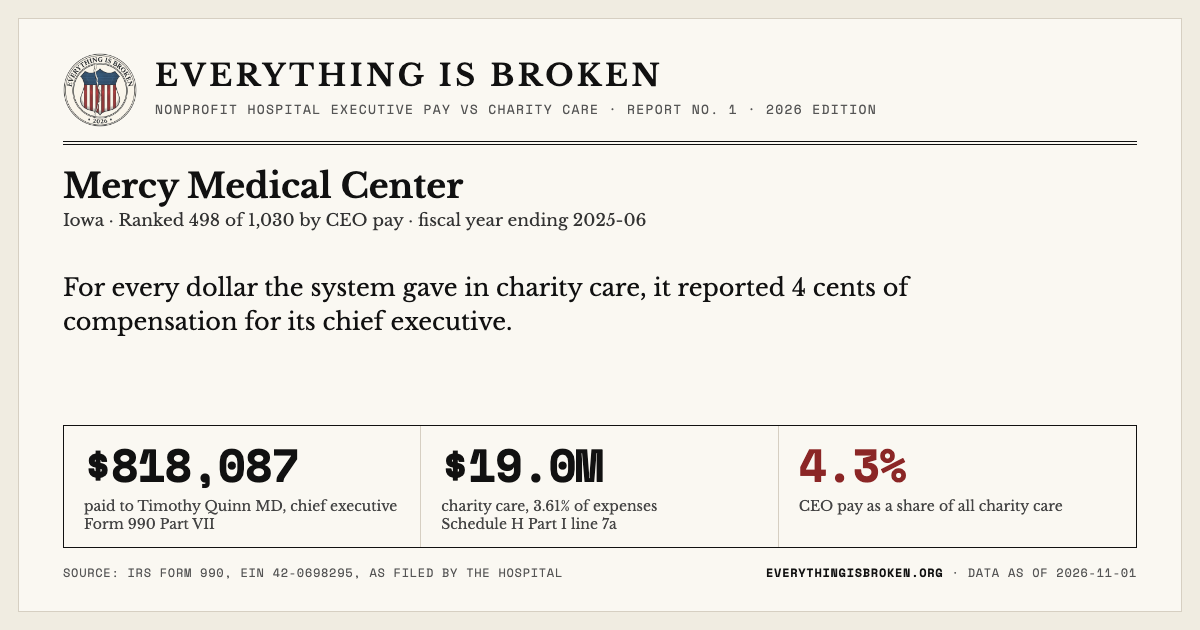 EVERYTHING IS BROKEN
· 2026 ·
EVERYTHING IS BROKEN
NONPROFIT HOSPITAL EXECUTIVE PAY VS CHARITY CARE · REPORT NO. 1 · 2026 EDITION
Mercy Medical Center
Iowa · Ranked 498 of 1,030 by CEO pay · fiscal year ending 2025-06
For every dollar the system gave in charity care, it reported 4 cents of
compensation for its chief executive.
$818,087
paid to Timothy Quinn MD, chief executive
Form 990 Part VII
$19.0M
charity care, 3.61% of expenses
Schedule H Part I line 7a
4.3%
CEO pay as a share of all charity care
SOURCE: IRS FORM 990, EIN 42-0698295, AS FILED BY THE HOSPITAL
EVERYTHINGISBROKEN.ORG · DATA AS OF 2026-11-01